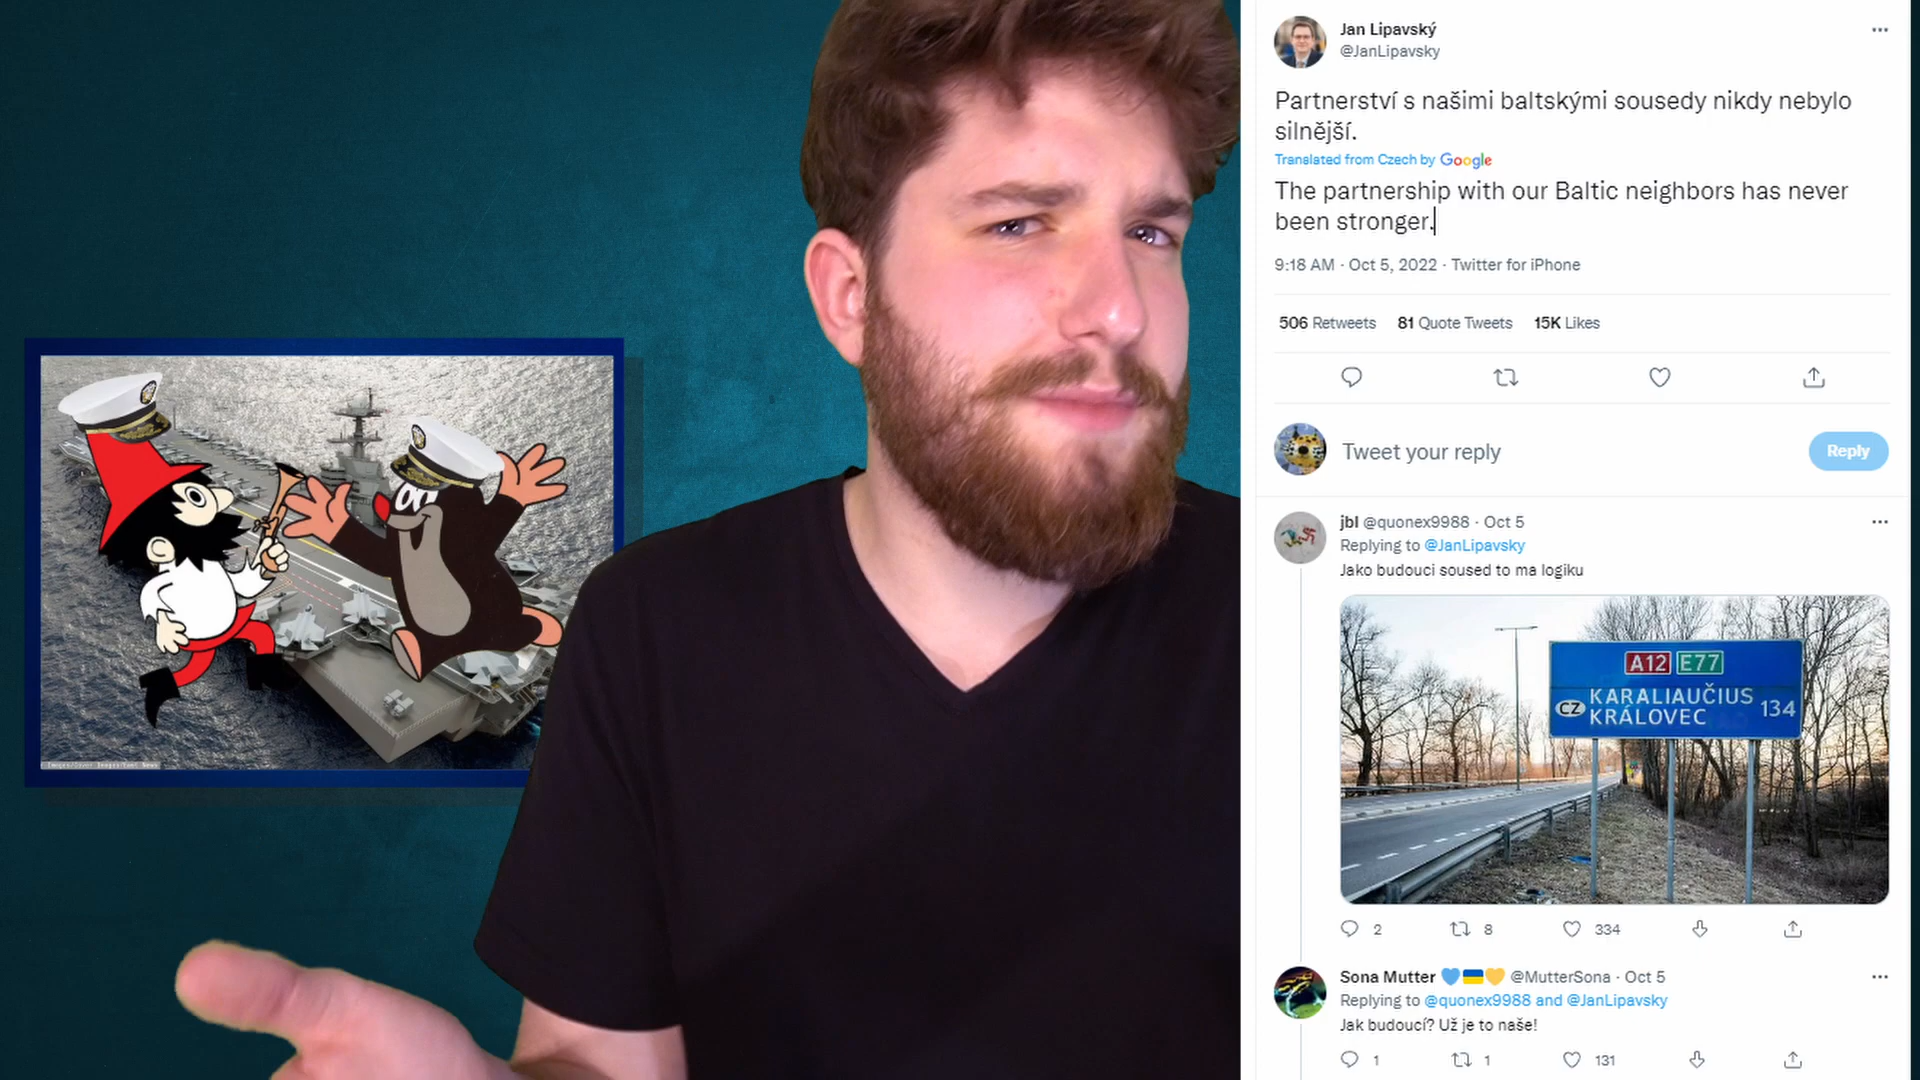 Jan Lipavský
@JanLipavsky
Partnerství s našimi baltskými sousedy nikdy nebylo
silnější.
Translated from Czech by Google
The partnership with our Baltic neighbors has never
been stronger.
9:18 AM · Oct 5, 2022 · Twitter for iPhone
506 Retweets 81 Quote Tweets 15K Likes
Tweet your reply
Reply
jbl @quonex9988 · Oct 5
Replying to @JanLipavsky
Jako budouci soused to ma logiku
A12 E77
CZ KARALIAUČIUS
KRÁLOVEC 134
2 8 334
Sona Mutter 💙🇺🇦💛 @MutterSona · Oct 5
Replying to @quonex9988 and @JanLipavsky
Jak budoucí? Už je to naše!
1 1 131